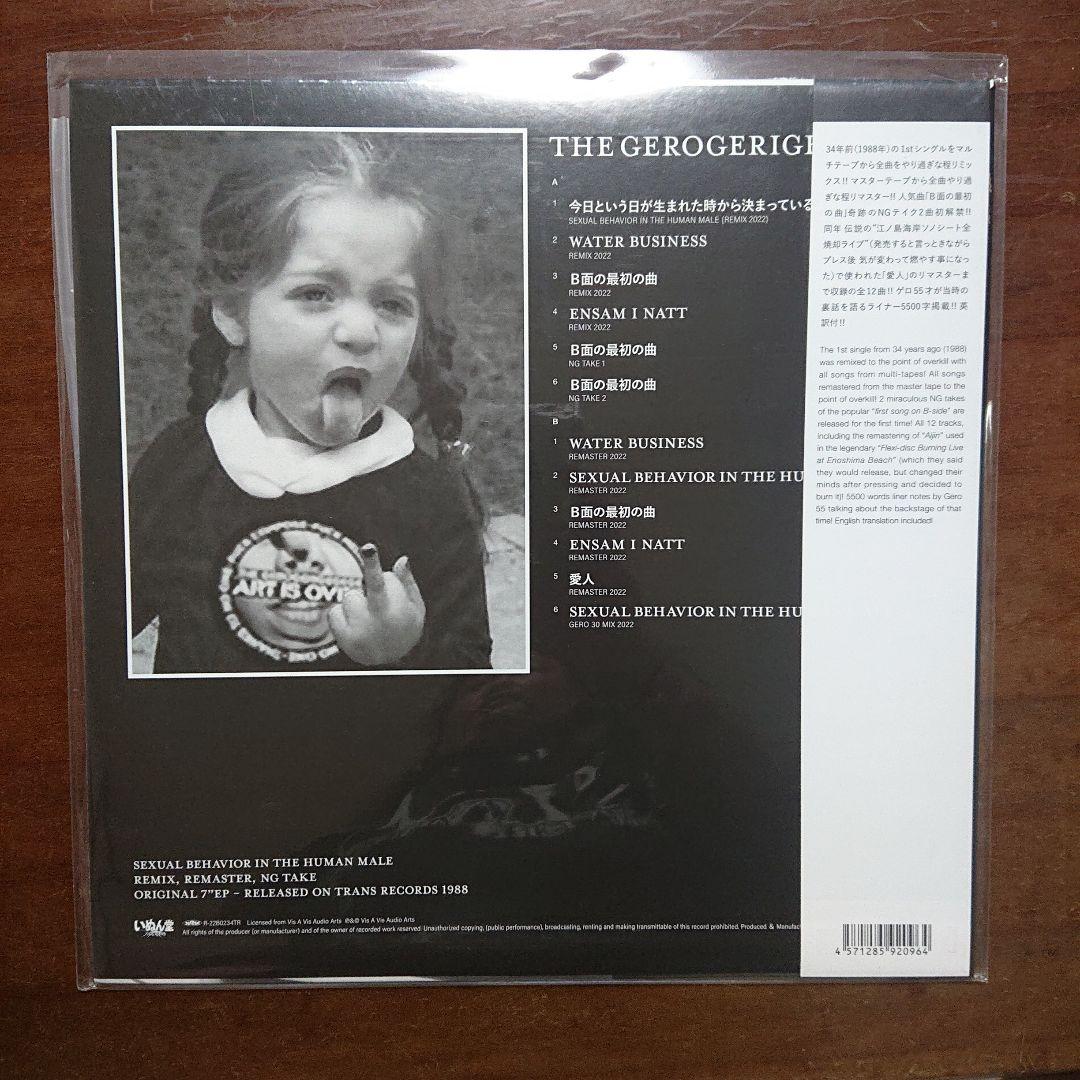 THE GEROGERIGE
A
1 今日という日が生まれた時から決まっている
SEXUAL BEHAVIOR IN THE HUMAN MALE (REMIX 2022)
2 WATER BUSINESS
REMIX 2022
3 B面の最初の曲
REMIX 2022
4 ENSAM I NATT
REMIX 2022
5 B面の最初の曲
NG TAKE 1
6 B面の最初の曲
NG TAKE 2
B
1 WATER BUSINESS
REMASTER 2022
2 SEXUAL BEHAVIOR IN THE HU
REMASTER 2022
3 B面の最初の曲
REMASTER 2022
4 ENSAM I NATT
REMASTER 2022
5 愛人
REMASTER 2022
6 SEXUAL BEHAVIOR IN THE HU
GERO 30 MIX 2022
34年前(1988年)の1stシングルをマル
チテープから全曲をやり過ぎな程リミッ
クス!! マスターテープから全曲やり過
ぎな程リマスター!! 人気曲「B面の最初
の曲」奇跡のNGテイク2曲初解禁!!
同年 伝説の"江ノ島海岸ソノシート全
焼却ライブ"(発売すると言っときながら
プレス後 気が変わって燃やす事になっ
た)で使われた「愛人」のリマスターま
で収録の全12曲!! ゲロ55才が当時の
裏話を語るライナー5500字掲載!! 英
訳付!!
The 1st single from 34 years ago (1988)
was remixed to the point of overkill with
all songs from multi-tapes! All songs
remastered from the master tape to the
point of overkill! 2 miraculous NG takes
of the popular "first song on B-side" are
released for the first time! All 12 tracks,
including the remastering of "Aijin" used
in the legendary "Flexi-disc Burning Live
at Enoshima Beach" (which they said
they would release, but changed their
minds after pressing and decided to
burn it)! 5500 words liner notes by Gero
55 talking about the backstage of that
time! English translation included!
ART IS OV
SEXUAL BEHAVIOR IN THE HUMAN MALE
REMIX, REMASTER, NG TAKE
ORIGINAL 7"EP – RELEASED ON TRANS RECORDS 1988
いぬん堂 R-22B0234TR Licensed from Vis A Vis Audio Arts ℗&© Vis A Vis Audio Arts
All rights of the producer (or manufacturer) and of the owner of recorded work reserved. Unauthorized copying, (public performance), broadcasting, renting and making transmittable of this record prohibited. Produced & Manufac
4 571285 920964